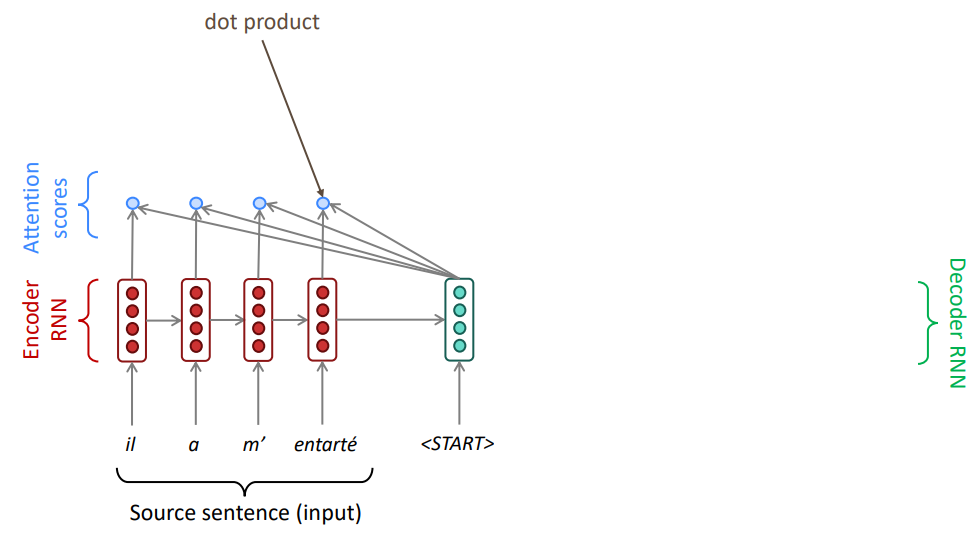 dot product
Attention
scores
Encoder
RNN
Decoder RNN
il a m’ entarté <START>
Source sentence (input)